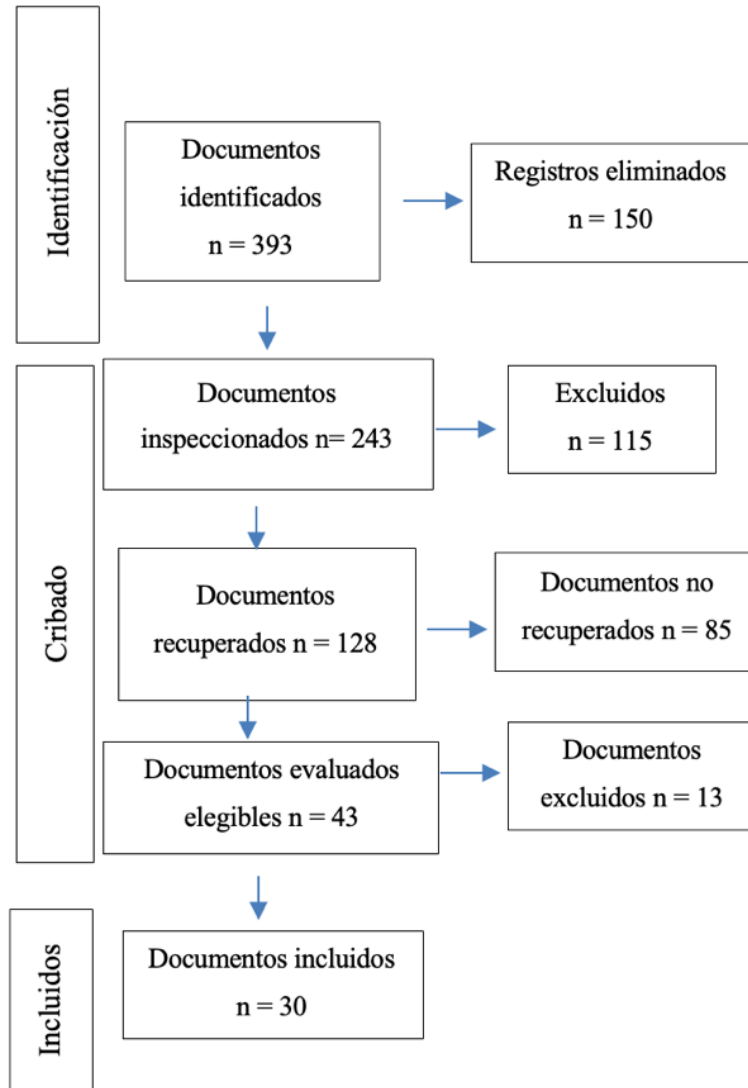 Identificación
Documentos
identificados
n = 393
Registros eliminados
n = 150
Cribado
Documentos
inspeccionados n= 243
Excluidos
n = 115
Documentos
recuperados n = 128
Documentos no
recuperados n = 85
Documentos evaluados
elegibles n = 43
Documentos
excluidos n = 13
Incluidos
Documentos incluidos
n = 30